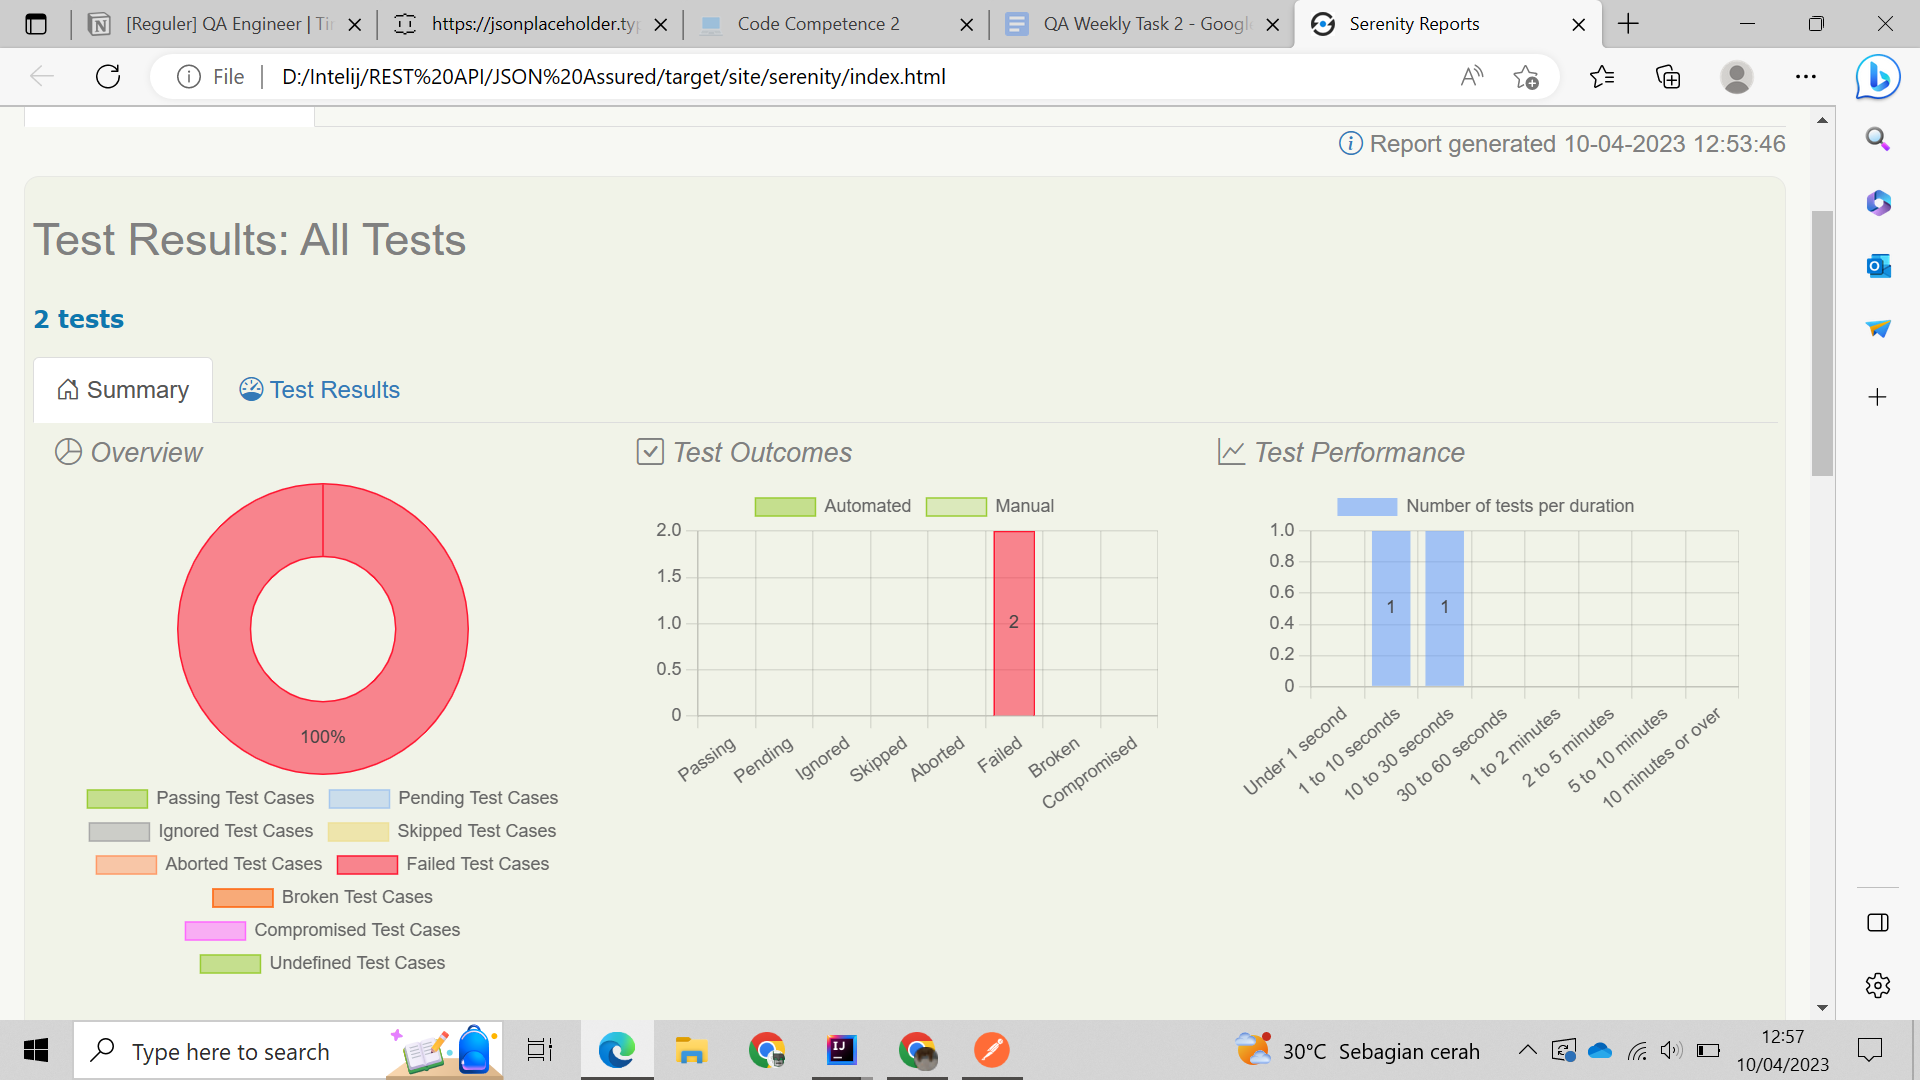 [Reguler] QA Engineer | Ti
https://jsonplaceholder.ty
Code Competence 2
QA Weekly Task 2 - Googl
Serenity Reports
File
D:/Intelij/REST%20API/JSON%20Assured/target/site/serenity/index.html
Report generated 10-04-2023 12:53:46
Test Results: All Tests
2 tests
Summary
Test Results
Overview
100%
Passing Test Cases
Pending Test Cases
Ignored Test Cases
Skipped Test Cases
Aborted Test Cases
Failed Test Cases
Broken Test Cases
Compromised Test Cases
Undefined Test Cases
Test Outcomes
Automated
Manual
2.0
1.5
1.0
0.5
0
2
Passing
Pending
Ignored
Skipped
Aborted
Failed
Broken
Compromised
Test Performance
Number of tests per duration
1.0
0.8
0.6
0.4
0.2
0
1
1
Under 1 second
1 to 10 seconds
10 to 30 seconds
30 to 60 seconds
1 to 2 minutes
2 to 5 minutes
5 to 10 minutes
10 minutes or over
Type here to search
30°C Sebagian cerah
12:57
10/04/2023